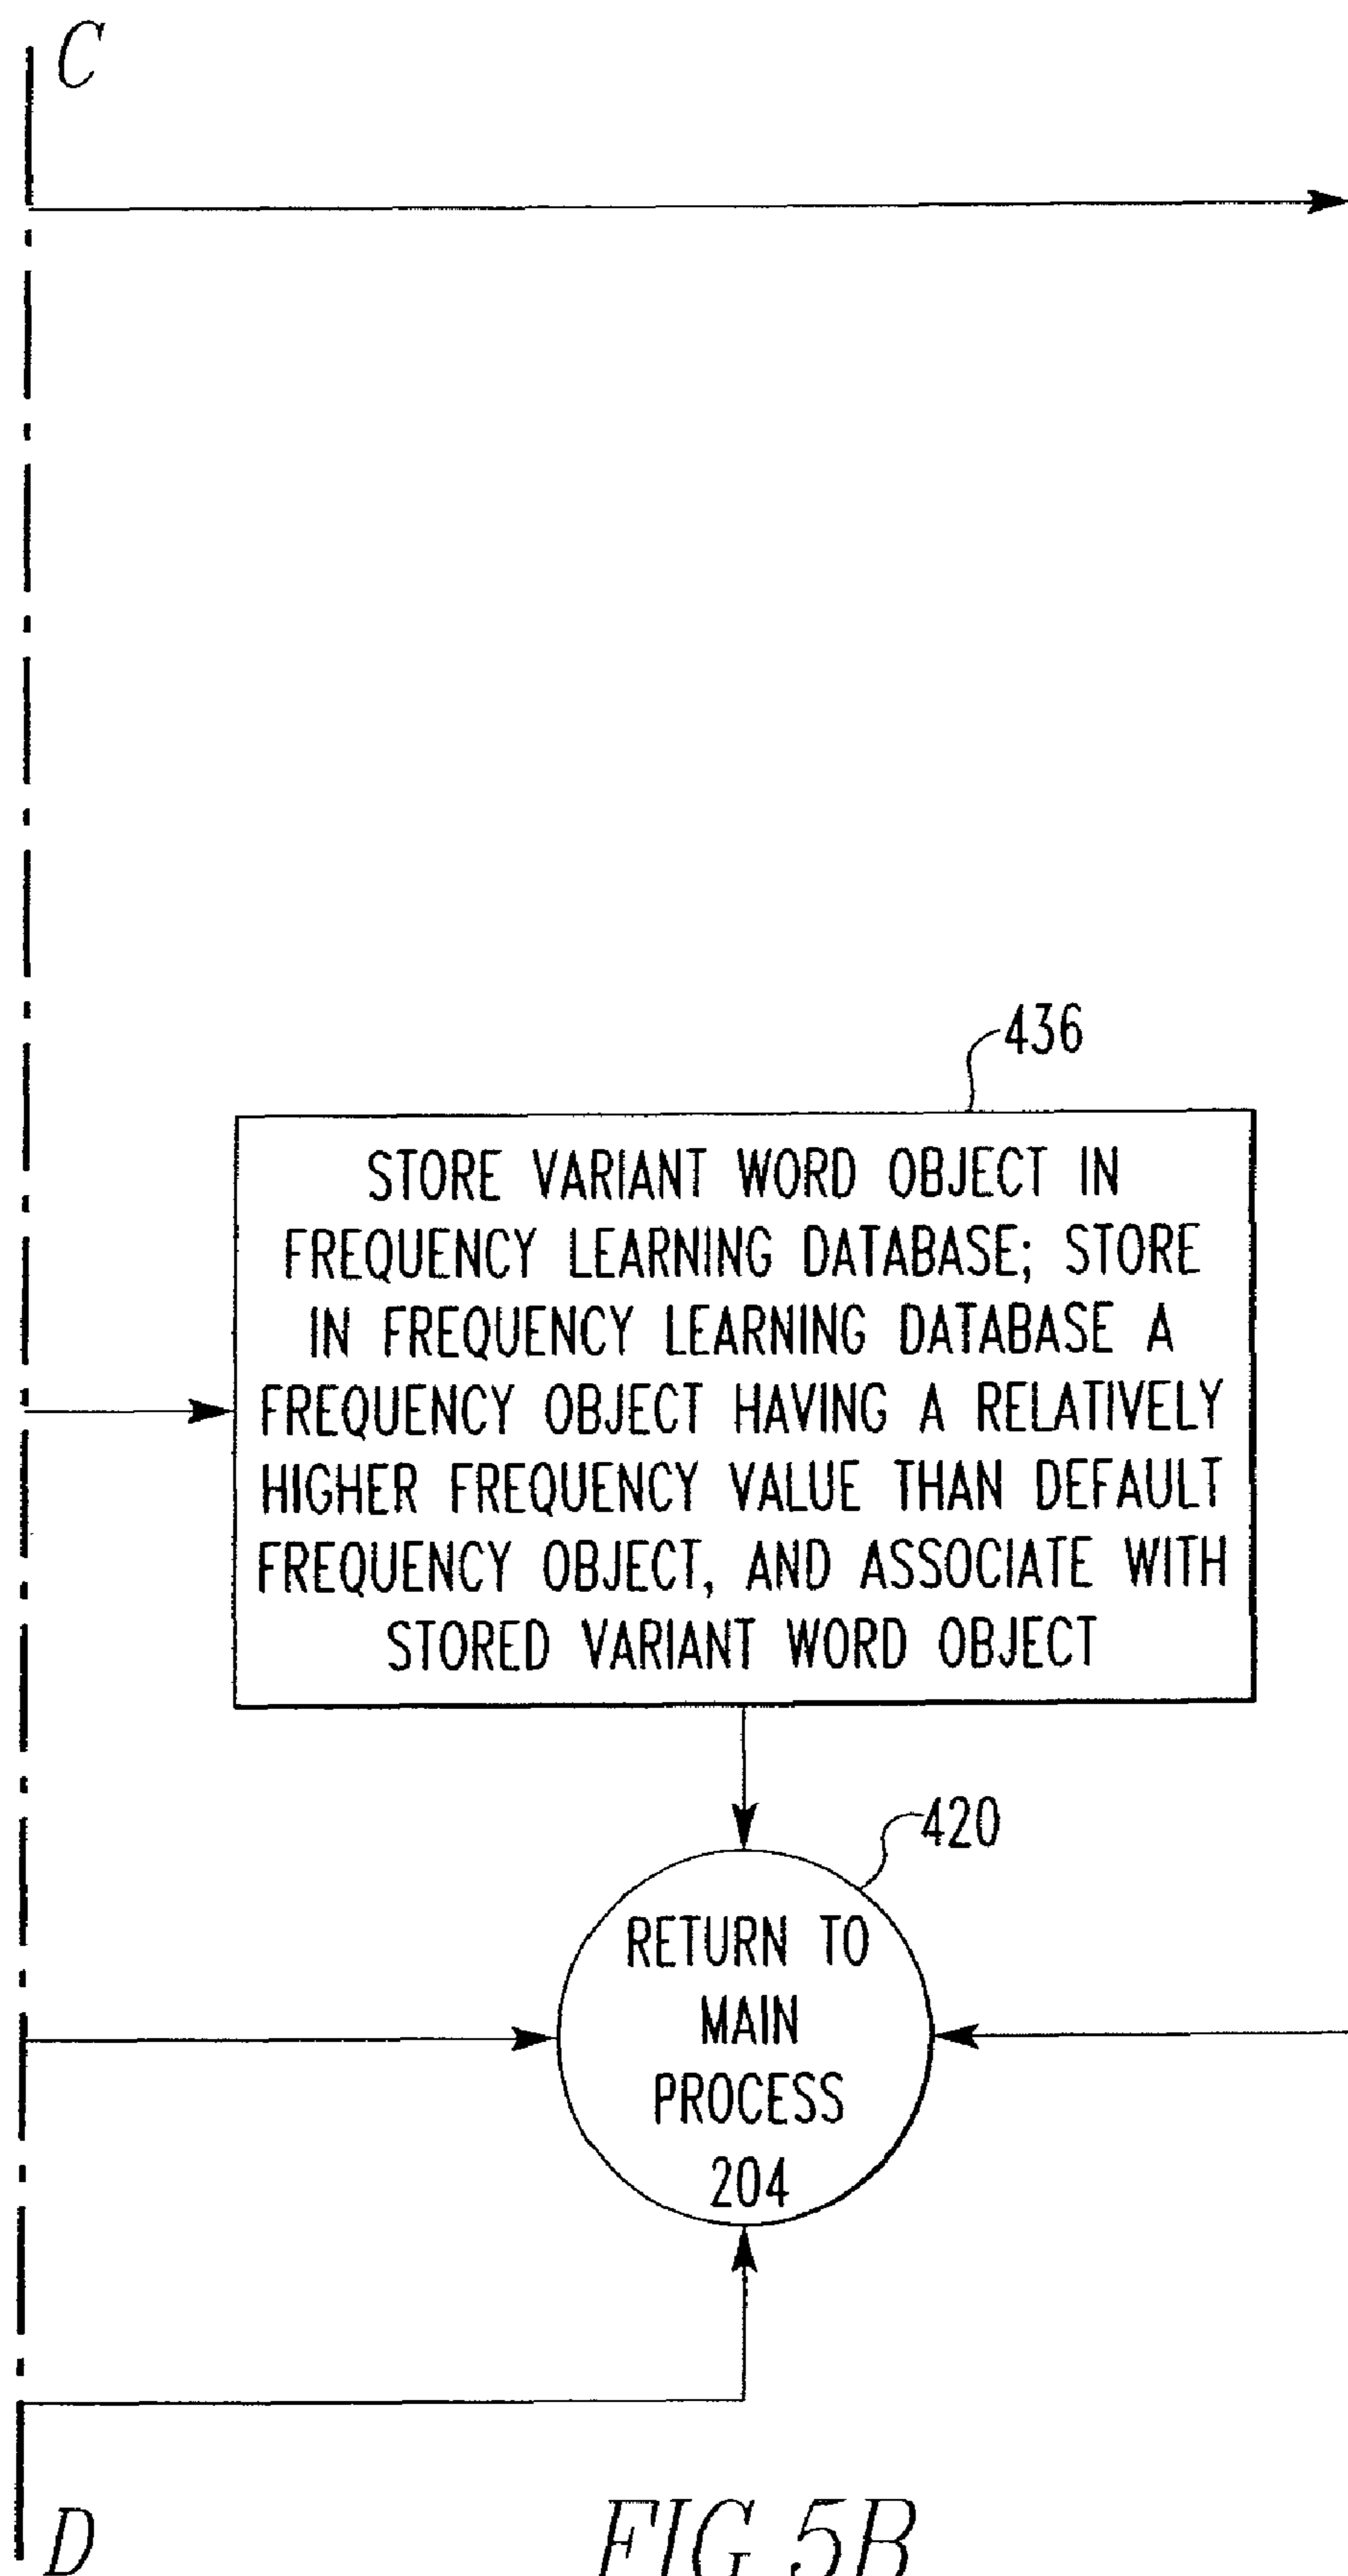 C
436
STORE VARIANT WORD OBJECT IN
FREQUENCY LEARNING DATABASE; STORE
IN FREQUENCY LEARNING DATABASE A
FREQUENCY OBJECT HAVING A RELATIVELY
HIGHER FREQUENCY VALUE THAN DEFAULT
FREQUENCY OBJECT, AND ASSOCIATE WITH
STORED VARIANT WORD OBJECT
420
RETURN TO
MAIN
PROCESS
204
D
FIG.5B